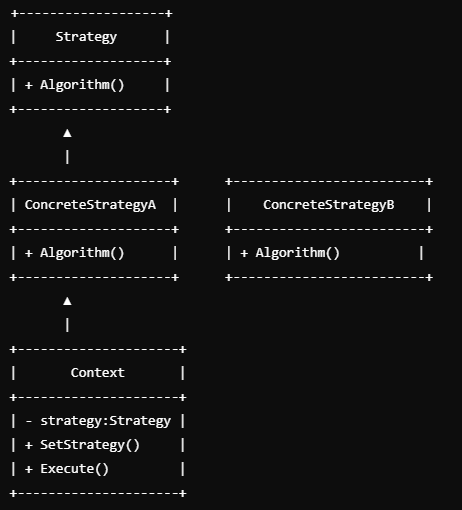 Strategy
+ Algorithm()
ConcreteStrategyA
ConcreteStrategyB
+ Algorithm()
+ Algorithm()
Context
- strategy:Strategy
+ SetStrategy()
+ Execute()